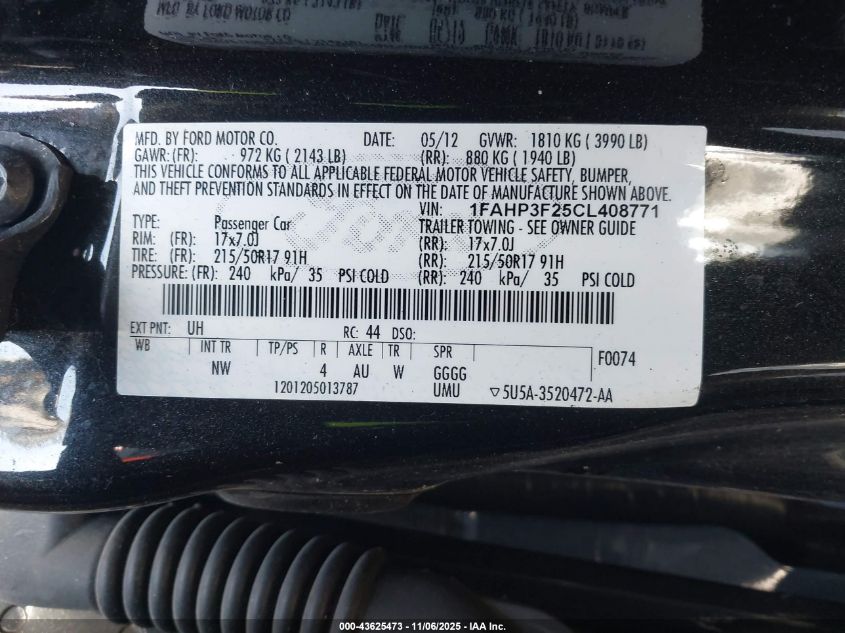 MFD. BY FORD MOTOR CO. DATE: 05/12 GVWR: 1810 KG ( 3990 LB)
GAWR:(FR): 972 KG ( 2143 LB) (RR): 880 KG ( 1940 LB)
THIS VEHICLE CONFORMS TO ALL APPLICABLE FEDERAL MOTOR VEHICLE SAFETY, BUMPER,
AND THEFT PREVENTION STANDARDS IN EFFECT ON THE DATE OF MANUFACTURE SHOWN ABOVE.
VIN: 1FAHP3F25CL408771
TYPE: Passenger Car TRAILER TOWING - SEE OWNER GUIDE
RIM: (FR): 17x7.0J (RR): 17x7.0J
TIRE: (FR): 215/50R17 91H (RR): 215/50R17 91H
PRESSURE: (FR): 240 kPa/ 35 PSI COLD (RR): 240 kPa/ 35 PSI COLD
EXT PNT: UH RC: 44 DSO:
WB INT TR TP/PS R AXLE TR SPR F0074
NW 4 AU W GGGG
1201205013787 UMU ▽5U5A-3520472-AA
000-43625473 - 11/06/2025 - IAA Inc.